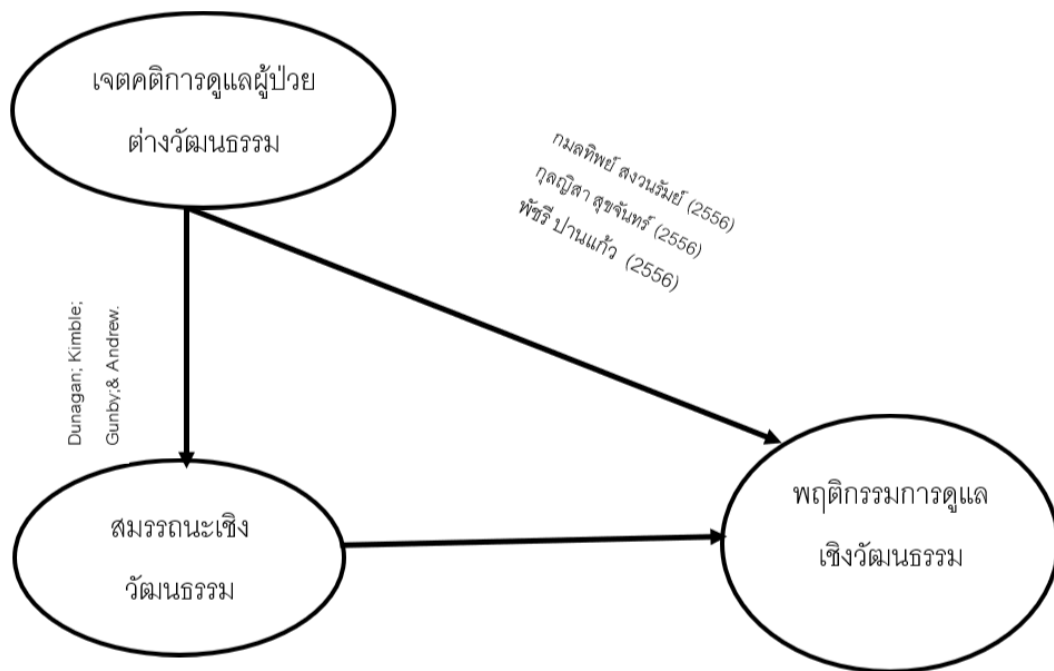 เจตคติการดูแลผู้ป่วย
ต่างวัฒนธรรม
กมลทิพย์ สงวนรัมย์ (2556)
กุลญิสา สุขจันทร์ (2556)
พัชรี ปานแก้ว (2556)
Dunagan; Kimble;
Gunby;& Andrew.
สมรรถนะเชิง
วัฒนธรรม
พฤติกรรมการดูแล
เชิงวัฒนธรรม